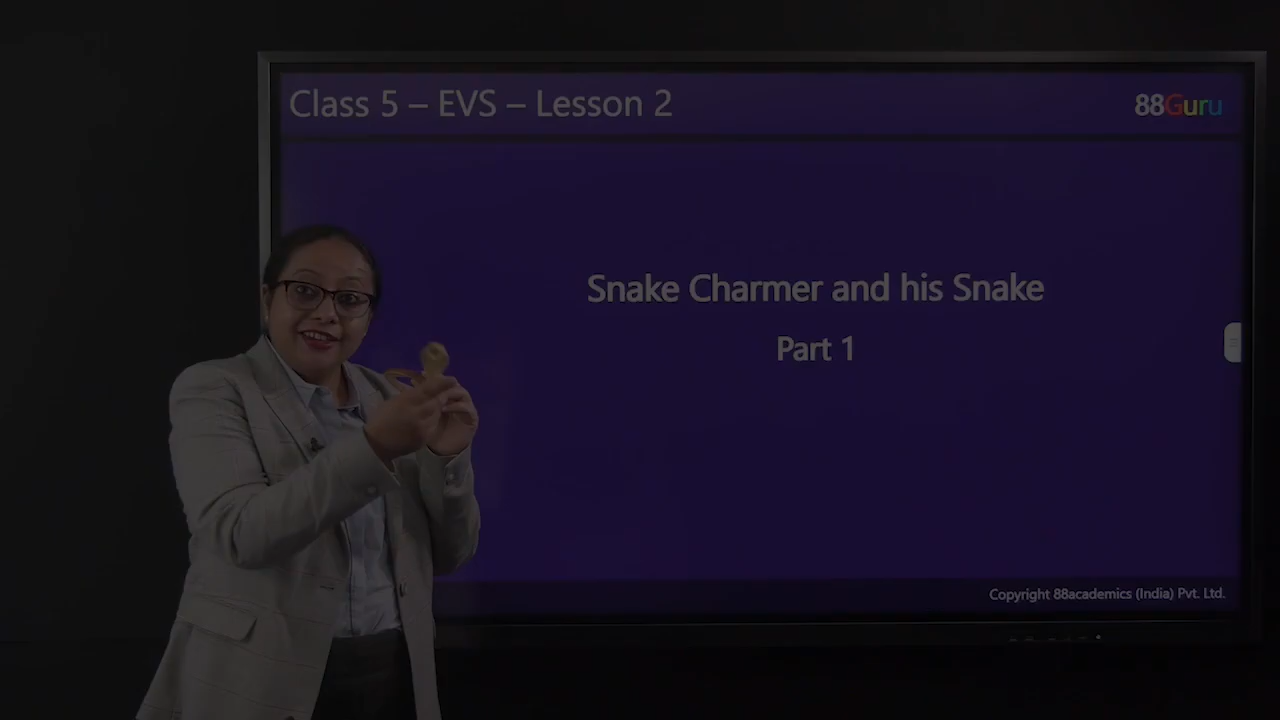 Class 5 – EVS – Lesson 2
88Guru
Snake Charmer and his Snake
Part 1
Copyright 88academics (India) Pvt. Ltd.